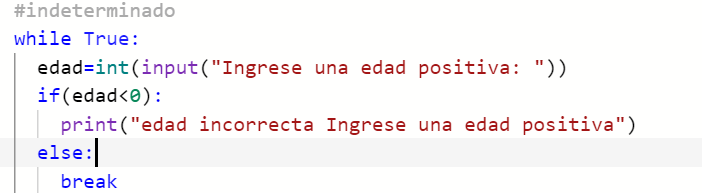 #indeterminado
while True:
  edad=int(input("Ingrese una edad positiva: "))
  if(edad<0):
    print("edad incorrecta Ingrese una edad positiva")
  else:
    break